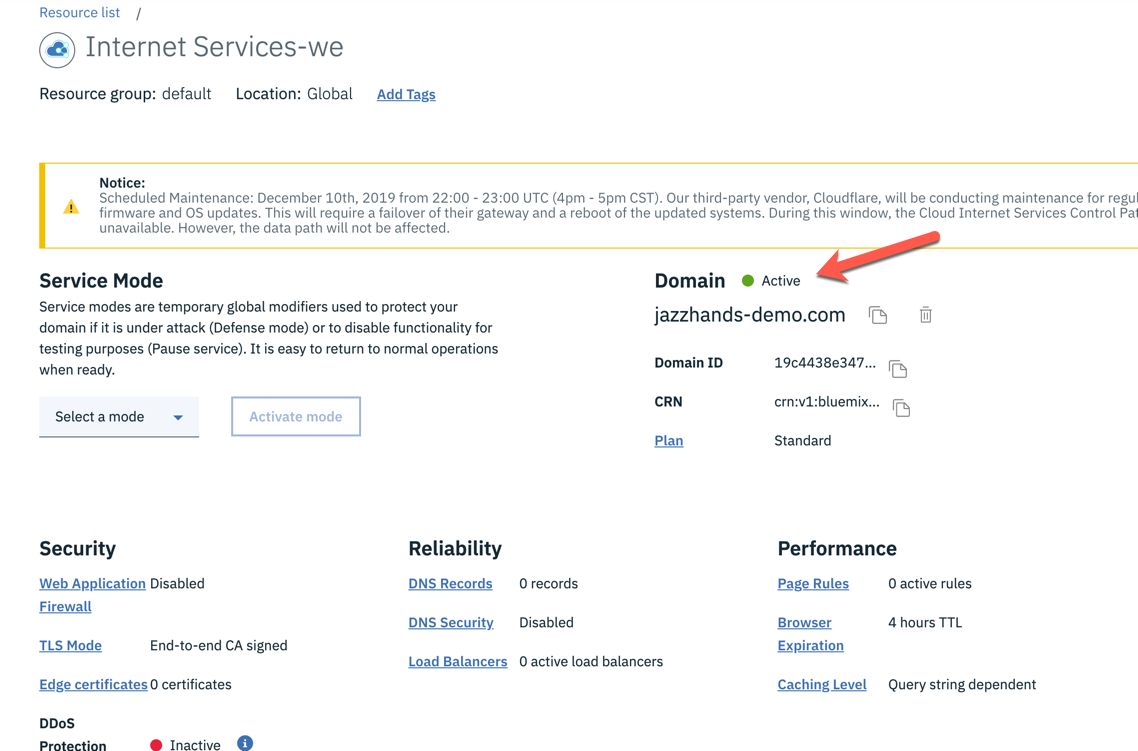 Resource list /
Internet Services-we
Resource group: default Location: Global Add Tags
Notice:
Scheduled Maintenance: December 10th, 2019 from 22:00 - 23:00 UTC (4pm - 5pm CST). Our third-party vendor, Cloudflare, will be conducting maintenance for
firmware and OS updates. This will require a failover of their gateway and a reboot of the updated systems. During this window, the Cloud Internet Services Control
unavailable. However, the data path will not be affected.
Service Mode
Service modes are temporary global modifiers used to protect your
domain if it is under attack (Defense mode) or to disable functionality for
testing purposes (Pause service). It is easy to return to normal operations
when ready.
Select a mode Activate mode
Domain Active
jazzhands-demo.com
Domain ID 19c4438e347...
CRN crn:v1:bluemix...
Plan Standard
Security
Web Application Disabled
Firewall
TLS Mode End-to-end CA signed
Edge certificates 0 certificates
DDoS
Protection Inactive
Reliability
DNS Records 0 records
DNS Security Disabled
Load Balancers 0 active load balancers
Performance
Page Rules 0 active rules
Browser 4 hours TTL
Expiration
Caching Level Query string dependent